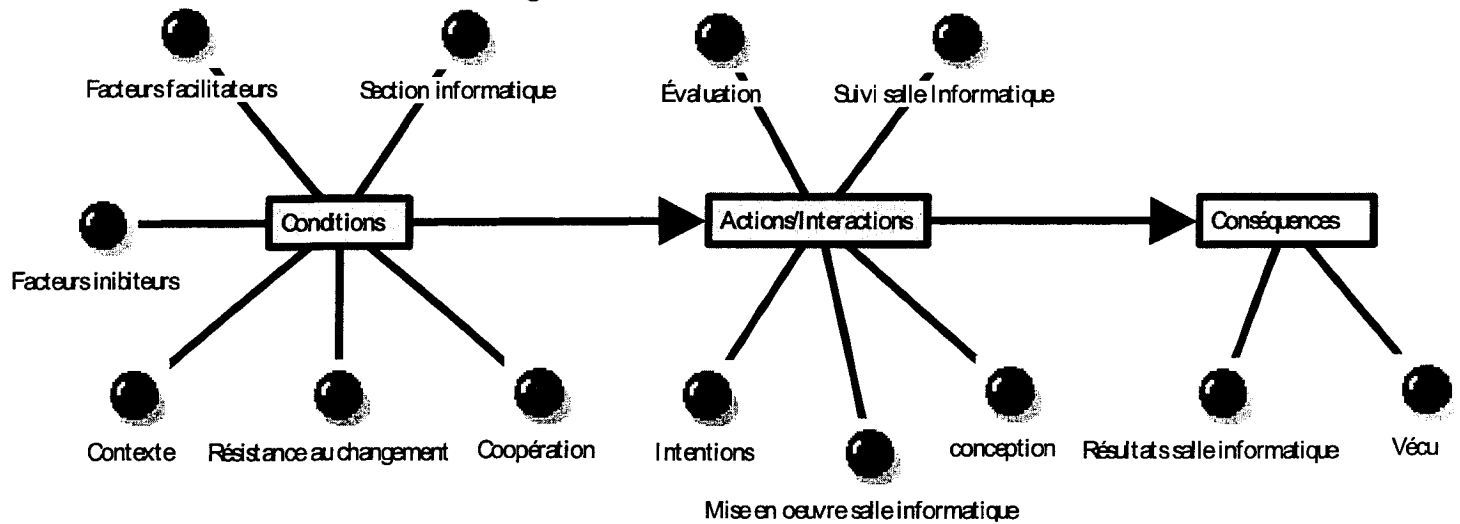 Facteurs facilitateurs
Section informatique
Évaluation
Suivi salle Informatique
Conditions
Actions/Interactions
Conséquences
Facteurs inibiteurs
Contexte
Résistance au changement
Coopération
Intentions
conception
Résultats salle informatique
Vécu
Mise en oeuvre salle informatique